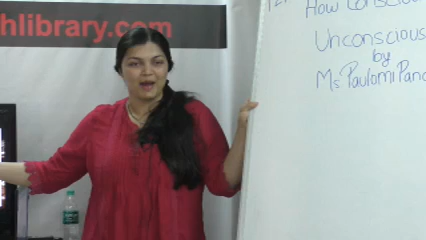 hlibrary.com
How Conscious
Unconscious
by
Ms. Paulomi Pand